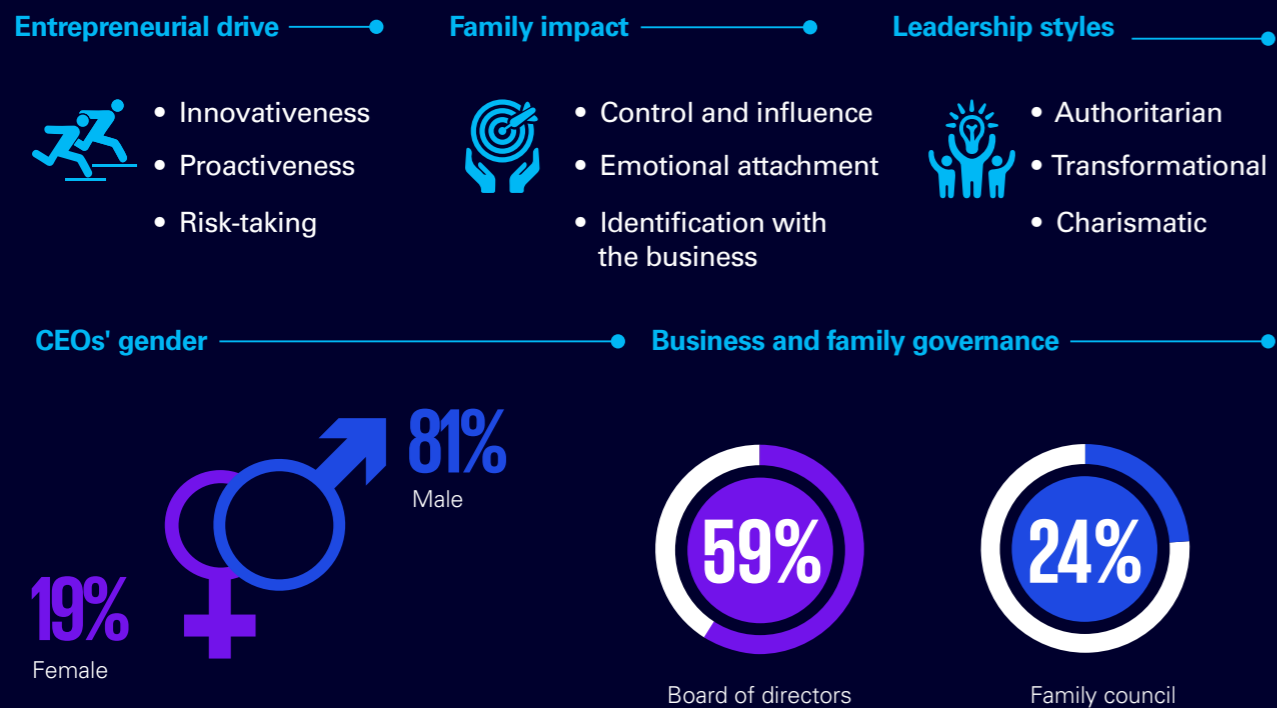 Entrepreneurial drive
• Innovativeness
• Proactiveness
• Risk-taking
Family impact
• Control and influence
• Emotional attachment
• Identification with
the business
Leadership styles
• Authoritarian
• Transformational
• Charismatic
CEOs' gender
81%
Male
19%
Female
Business and family governance
59%
Board of directors
24%
Family council